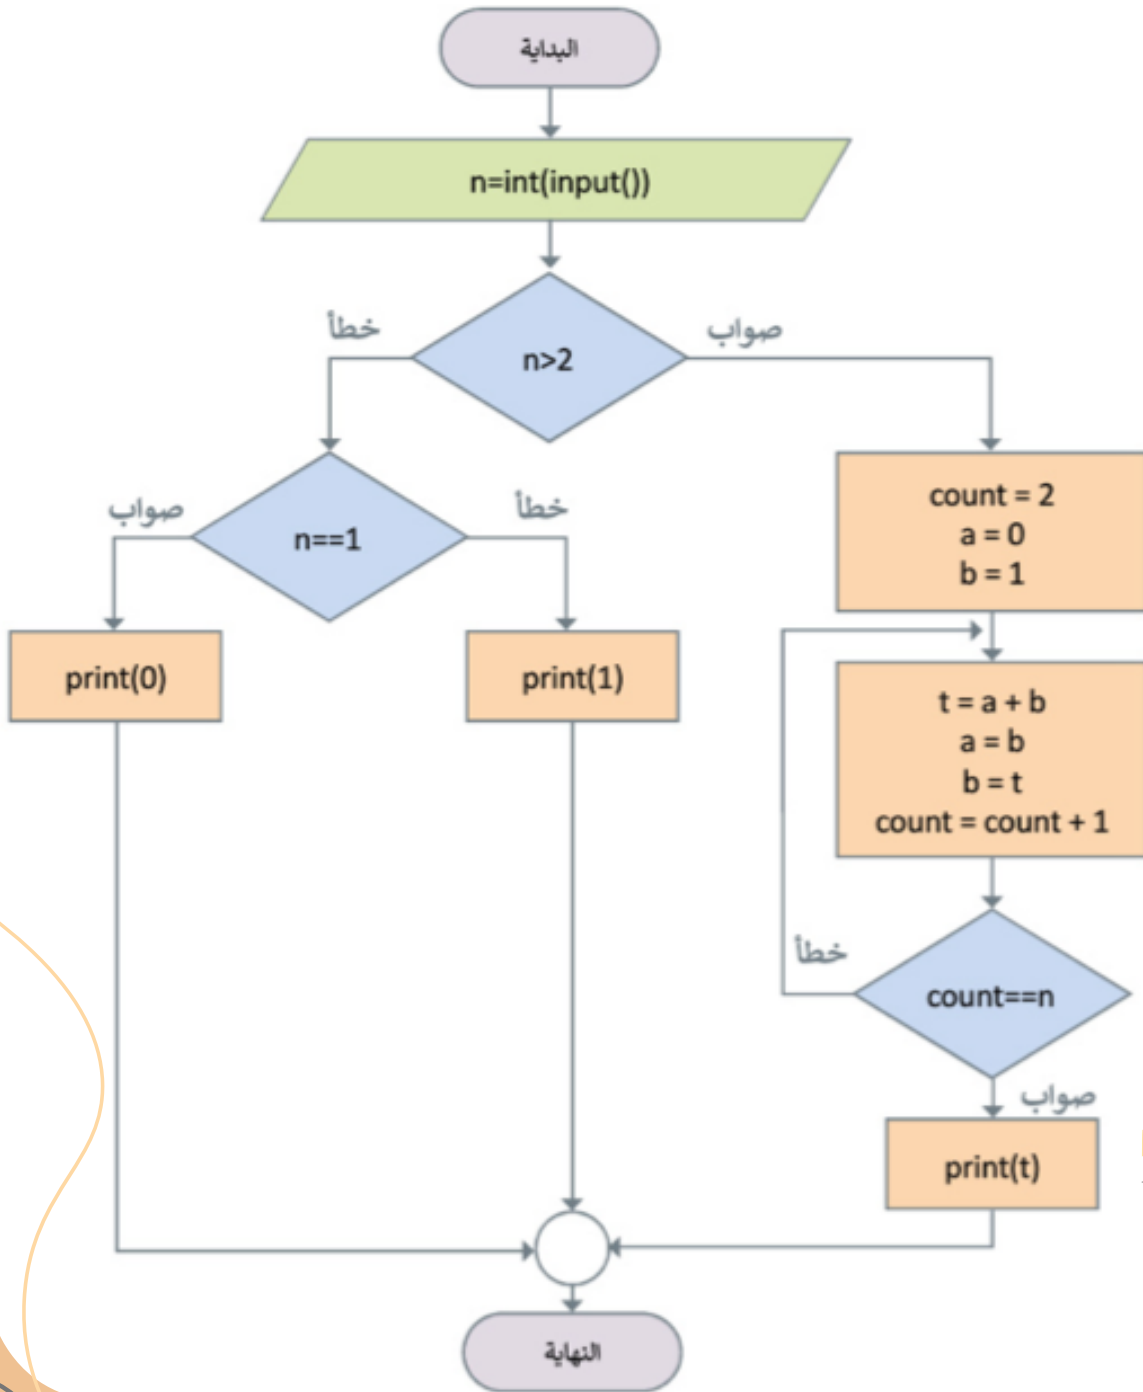 البداية
n=int(input())
خطأ
صواب
n>2
صواب
خطأ
n==1
count = 2
a = 0
b = 1
print(0)
print(1)
t = a + b
a = b
b = t
count = count + 1
خطأ
count==n
صواب
print(t)
النهاية